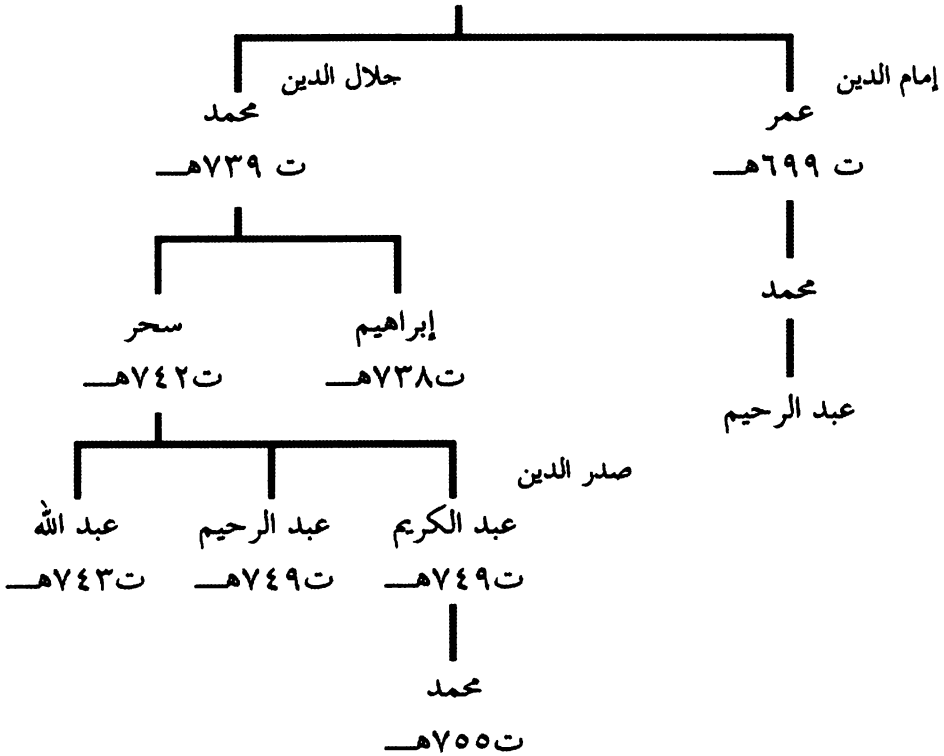 إمام الدين
جلال الدين
عمر
محمد
ت ٦٩٩هـ
ت ٧٣٩هـ
محمد
إبراهيم
سحر
ت٧٣٨هـ
ت٧٤٢هـ
عبد الرحيم
صدر الدين
عبد الكريم
عبد الرحيم
عبد الله
ت٧٤٩هـ
ت٧٤٩هـ
ت٧٤٣هـ
محمد
ت٧٥٥هـ